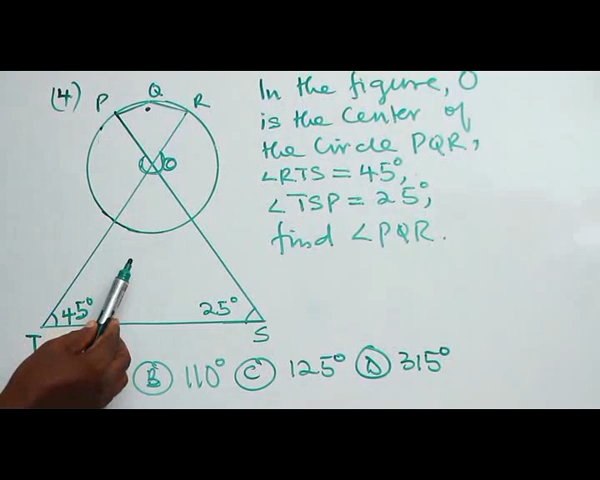 (4)
P
Q
R
O
45°
25°
T
S
In the figure, O
is the Center of
the Circle PQR,
∠RTS = 45°,
∠TSP = 25°,
find ∠PQR.
B 110° C 125° D 315°